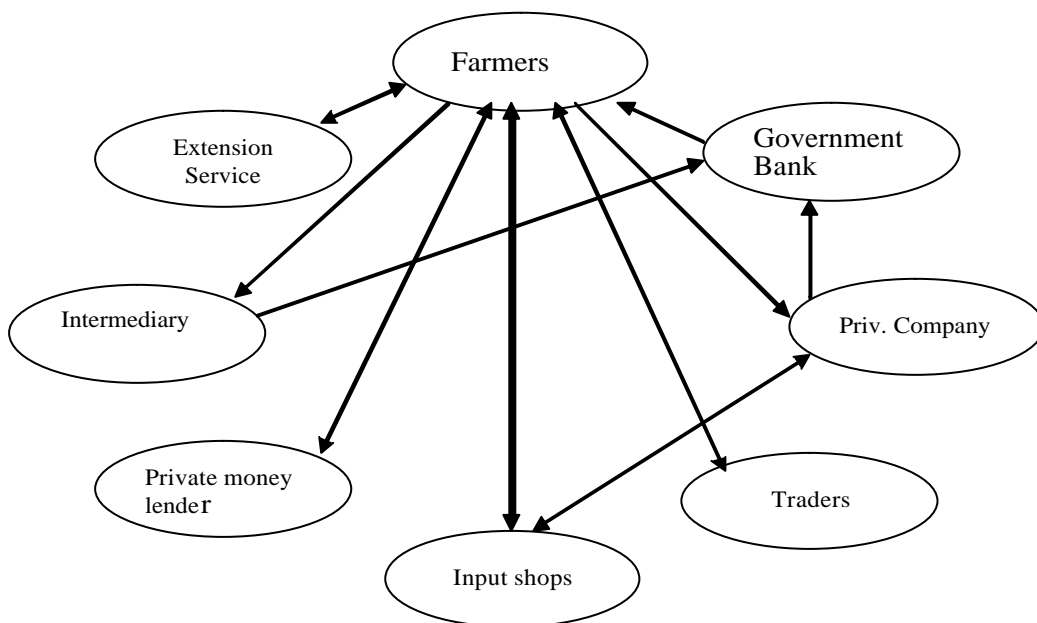 Farmers
Extension
Service
Government
Bank
Intermediary
Priv. Company
Private money
lender
Traders
Input shops